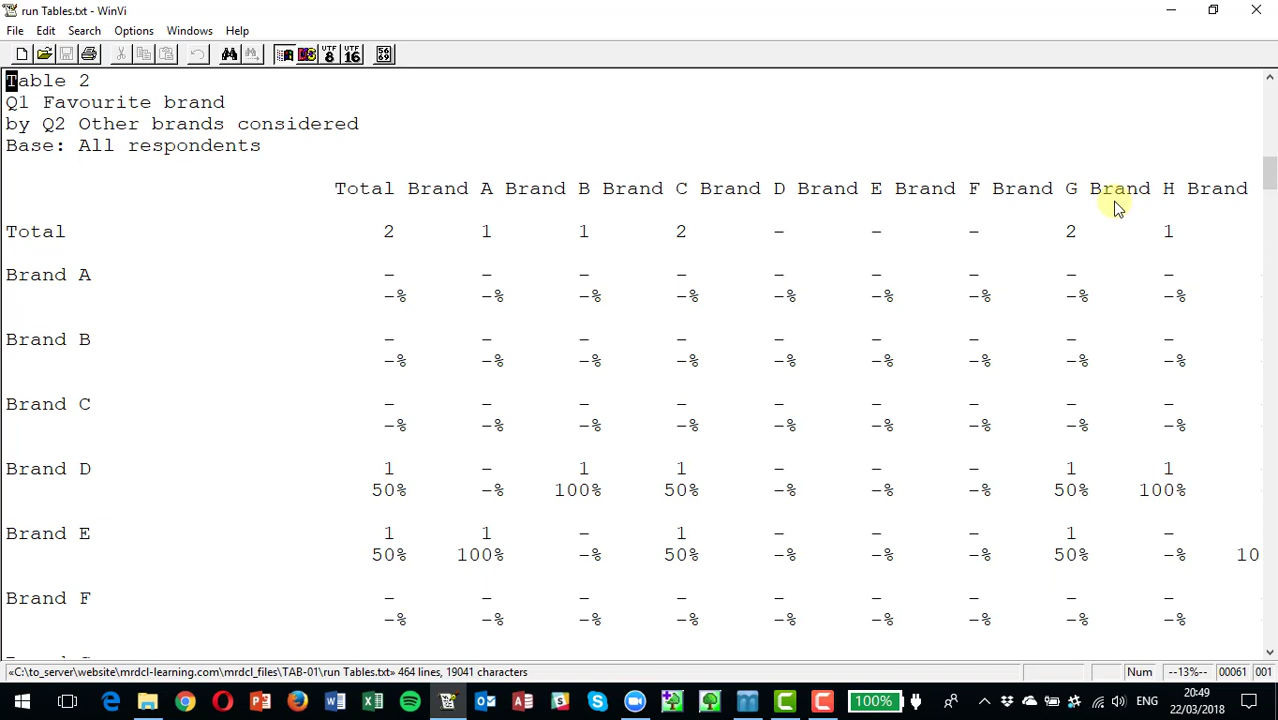 run Tables.txt - WinVi
File Edit Search Options Windows Help
UTF 8 UTF 16
Table 2
Q1 Favourite brand
by Q2 Other brands considered
Base: All respondents
Total Brand A Brand B Brand C Brand D Brand E Brand F Brand G Brand H Brand
Total 2 1 1 2 - - - 2 1
Brand A - - - - - - - - -
-% -% -% -% -% -% -% -% -%
Brand B - - - - - - - - -
-% -% -% -% -% -% -% -% -%
Brand C - - - - - - - - -
-% -% -% -% -% -% -% -% -%
Brand D 1 - 1 1 - - - 1 1
50% -% 100% 50% -% -% -% 50% 100%
Brand E 1 1 - 1 - - - 1 -
50% 100% -% 50% -% -% -% 50% -% 10
Brand F - - - - - - - - -
-% -% -% -% -% -% -% -% -%
«C:\to_server\website\mrdcl-learning.com\mrdcl_files\TAB-01\run Tables.txt» 464 lines, 19041 characters Num --13%-- 00061 001
100% ENG 20:49
22/03/2018